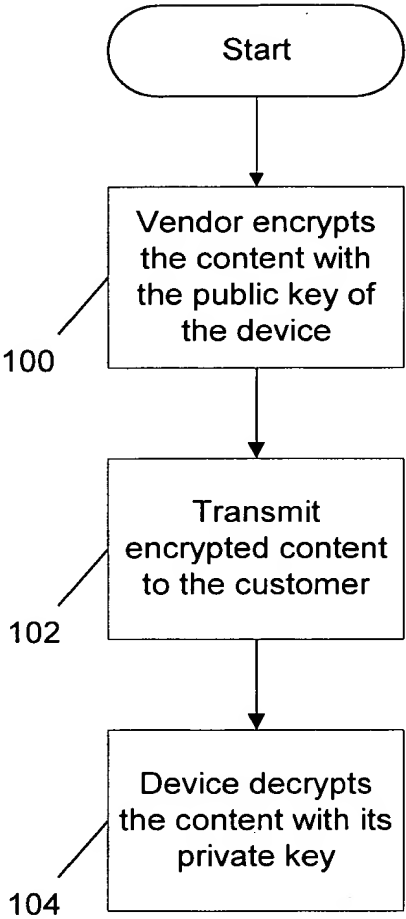 Start
Vendor encrypts
the content with
the public key of
the device
100
Transmit
encrypted content
to the customer
102
Device decrypts
the content with its
private key
104